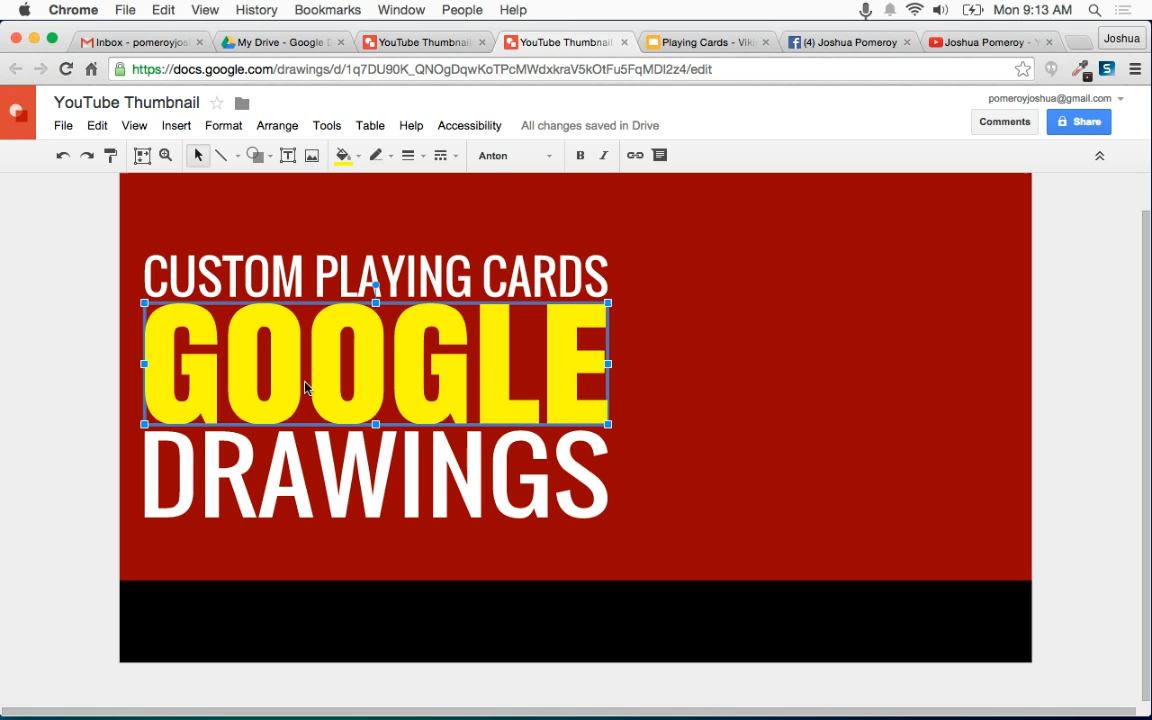 Chrome File Edit View History Bookmarks Window People Help Mon 9:13 AM
Inbox - pomeroyjos My Drive - Google D YouTube Thumbnail YouTube Thumbnail Playing Cards - Viki (4) Joshua Pomeroy Joshua Pomeroy - Y Joshua
https://docs.google.com/drawings/d/1q7DU90K_QNOgDqwKoTPcMWdxkraV5kOtFu5FqMDI2z4/edit
YouTube Thumbnail pomeroyjoshua@gmail.com
File Edit View Insert Format Arrange Tools Table Help Accessibility All changes saved in Drive Comments Share
Anton B I
CUSTOM PLAYING CARDS
GOOGLE
DRAWINGS